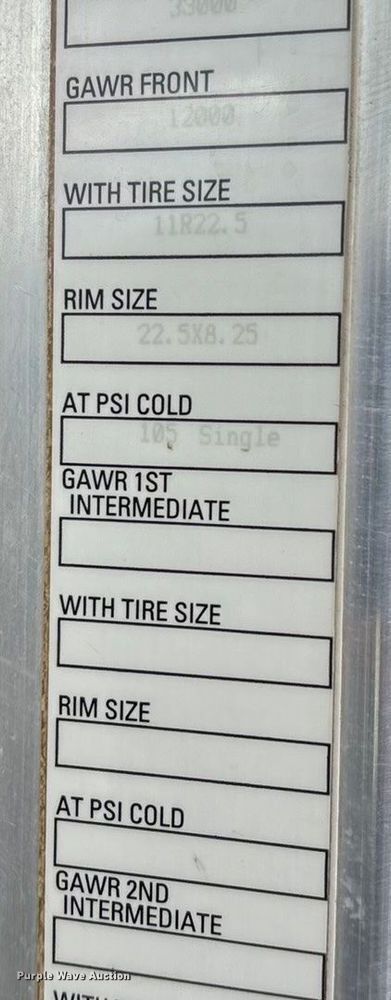 33000
GAWR FRONT
12000
WITH TIRE SIZE
11R22.5
RIM SIZE
22.5X8.25
AT PSI COLD
105 Single
GAWR 1ST
INTERMEDIATE
WITH TIRE SIZE
RIM SIZE
AT PSI COLD
GAWR 2ND
INTERMEDIATE
Purple Wave Auction